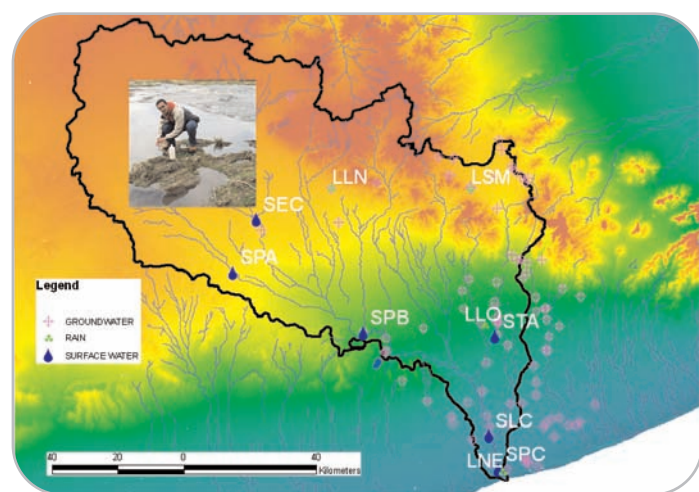 LLN
LSM
SEC
SPA
Legend
GROUNDWATER
RAIN
SURFACE WATER
SPB
LLO
STA
SLC
LNE
SPC
40 20 0 40
Kilometers